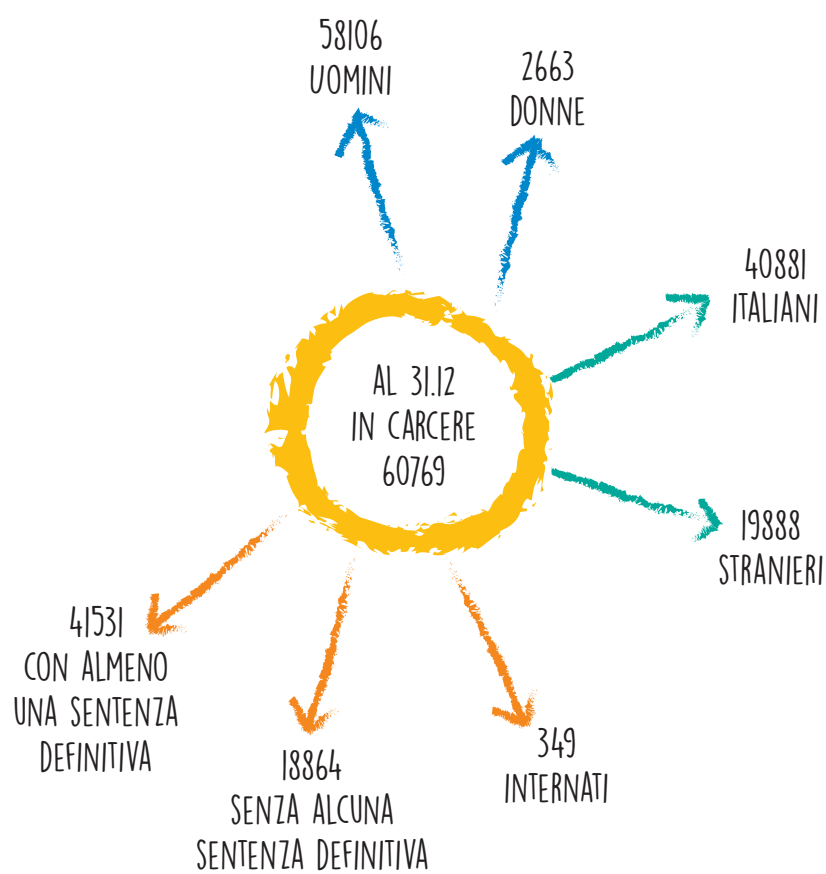 58106
UOMINI
2663
DONNE
40881
ITALIANI
AL 31.12
IN CARCERE
60769
19888
STRANIERI
41531
CON ALMENO
UNA SENTENZA
DEFINITIVA
18864
SENZA ALCUNA
SENTENZA DEFINITIVA
349
INTERNATI